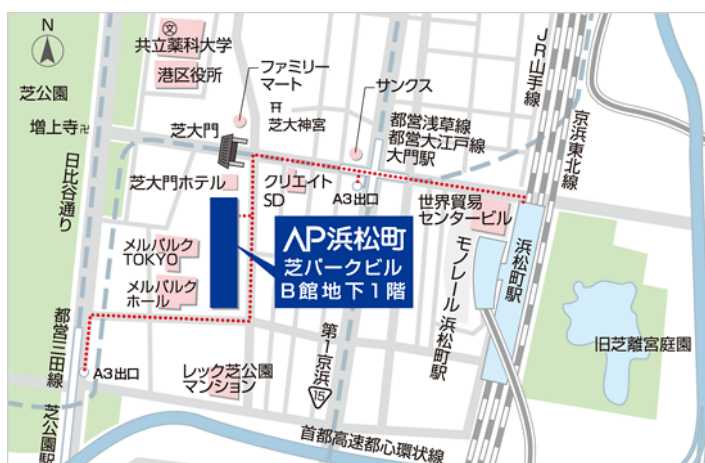 N
文
共立薬科大学
港区役所
芝公園
増上寺卍
日比谷通り
ファミリー
マート
芝大神宮
芝大門
サンクス
都営浅草線
都営大江戸線
大門駅
JR山手線
京浜東北線
芝大門ホテル
クリエイト
SD
A3出口
世界貿易
センタービル
AP浜松町
芝パークビル
B館地下1階
メルパルク
TOKYO
メルパルク
ホール
モノレール浜松町駅
浜松町駅
旧芝離宮庭園
都営三田線
芝公園駅
A3出口
レック芝公園
マンション
第1京浜
15
首都高速都心環状線